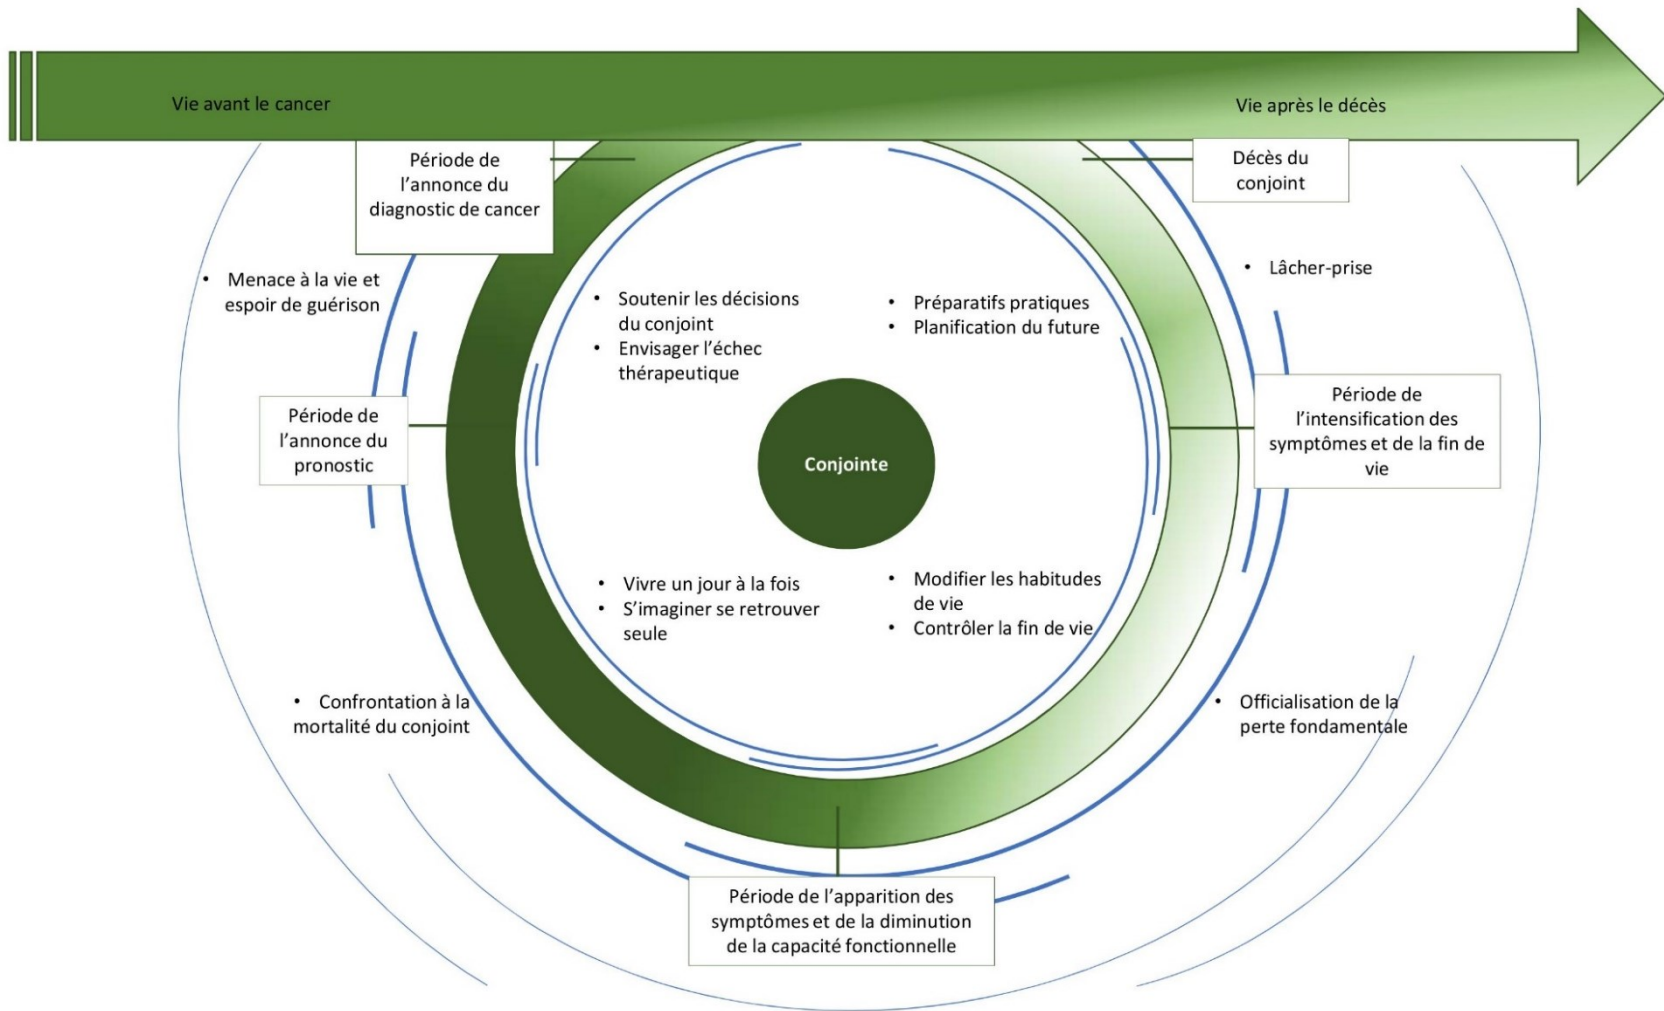 Vie avant le cancer
Vie après le décès
Période de
l’annonce du
diagnostic de cancer
Décès du
conjoint
• Menace à la vie et
espoir de guérison
• Lâcher-prise
• Soutenir les décisions
du conjoint
• Envisager l’échec
thérapeutique
• Préparatifs pratiques
• Planification du future
Période de
l’annonce du
pronostic
Conjointe
Période de
l’intensification des
symptômes et de la fin de
vie
• Vivre un jour à la fois
• S’imaginer se retrouver
seule
• Modifier les habitudes
de vie
• Contrôler la fin de vie
• Confrontation à la
mortalité du conjoint
• Officialisation de la
perte fondamentale
Période de l’apparition des
symptômes et de la diminution
de la capacité fonctionnelle